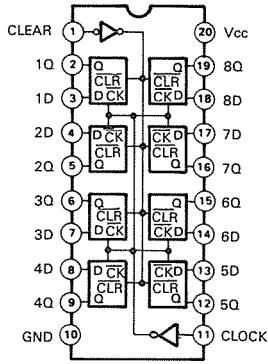 CLEAR 1 20 Vcc
1Q 2 Q Q 19 8Q
CLR CLR
1D 3 D CK CK D 18 8D
2D 4 D CK CK D 17 7D
CLR CLR
2Q 5 Q Q 16 7Q
3Q 6 Q Q 15 6Q
CLR CLR
3D 7 D CK CK D 14 6D
4D 8 D CK CK D 13 5D
CLR CLR
4Q 9 Q Q 12 5Q
GND 10 11 CLOCK